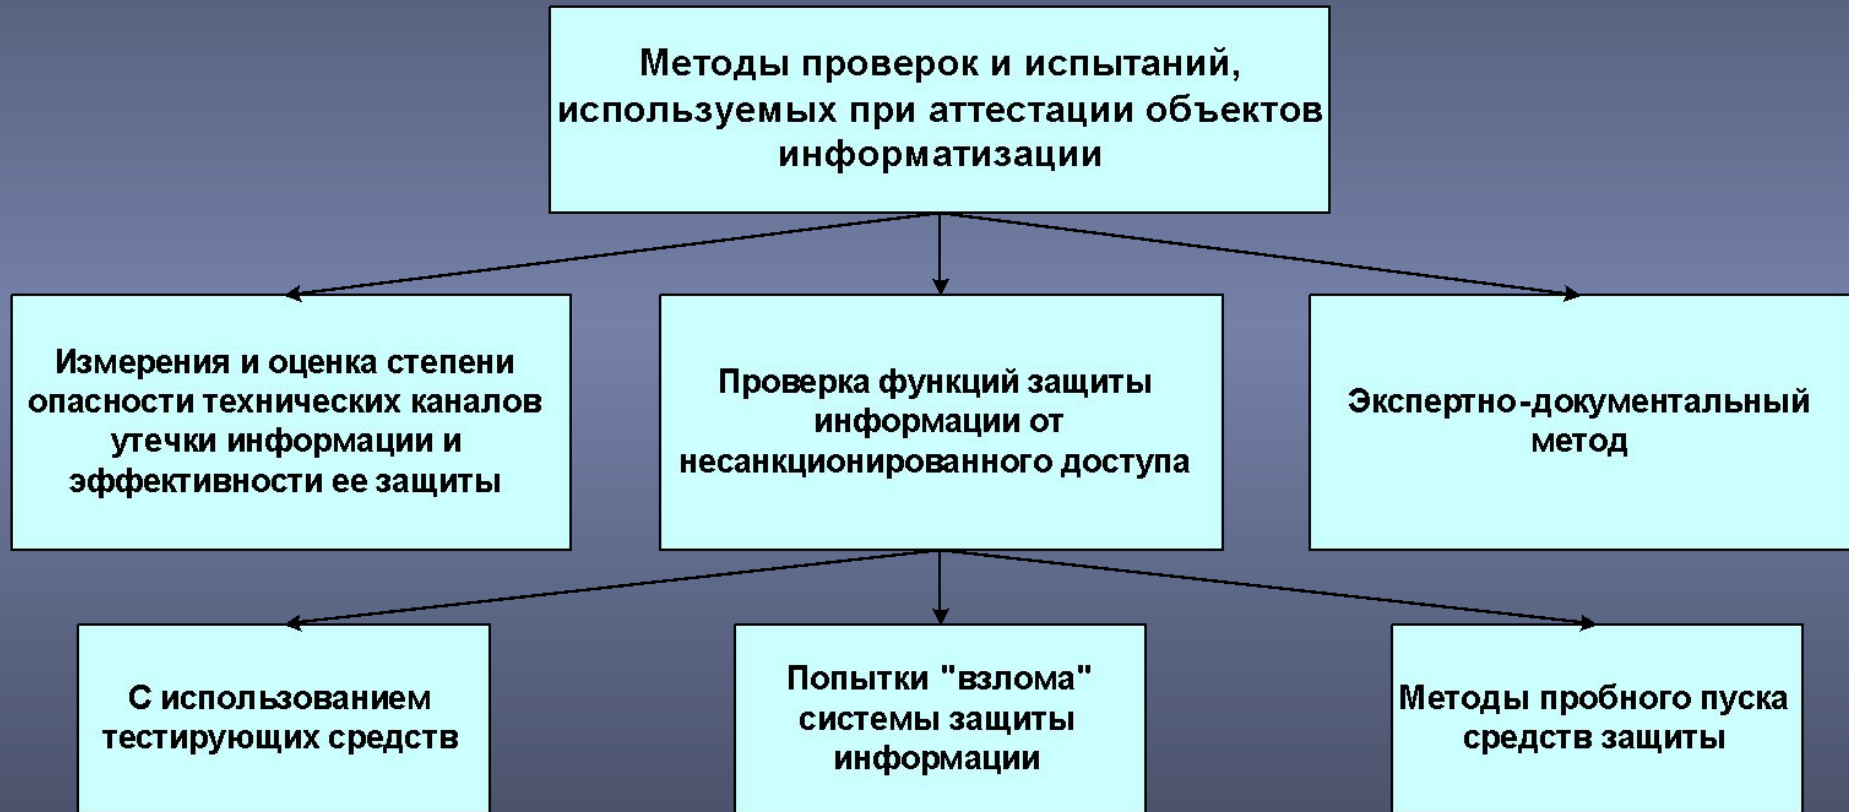 Методы проверок и испытаний,
используемых при аттестации объектов
информатизации
Измерения и оценка степени
опасности технических каналов
утечки информации и
эффективности ее защиты
Проверка функций защиты
информации от
несанкционированного доступа
Экспертно-документальный
метод
С использованием
тестирующих средств
Попытки "взлома"
системы защиты
информации
Методы пробного пуска
средств защиты